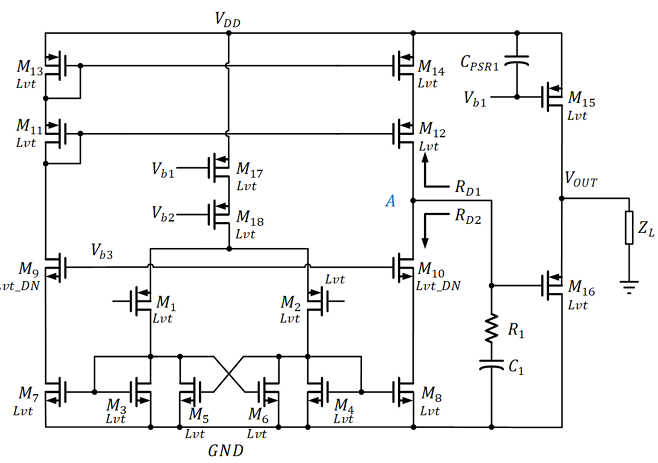 V_DD
M_13
Lvt
M_14
Lvt
C_PSR1
V_b1
M_15
Lvt
M_11
Lvt
M_12
Lvt
V_b1
M_17
Lvt
V_b2
M_18
Lvt
A
R_D1
R_D2
V_OUT
Z_L
M_9
Lvt_DN
V_b3
M_10
Lvt_DN
M_1
Lvt
M_2
Lvt
Lvt
M_16
Lvt
R_1
C_1
M_7
Lvt
M_3
Lvt
M_5
Lvt
M_6
Lvt
M_4
Lvt
M_8
Lvt
GND